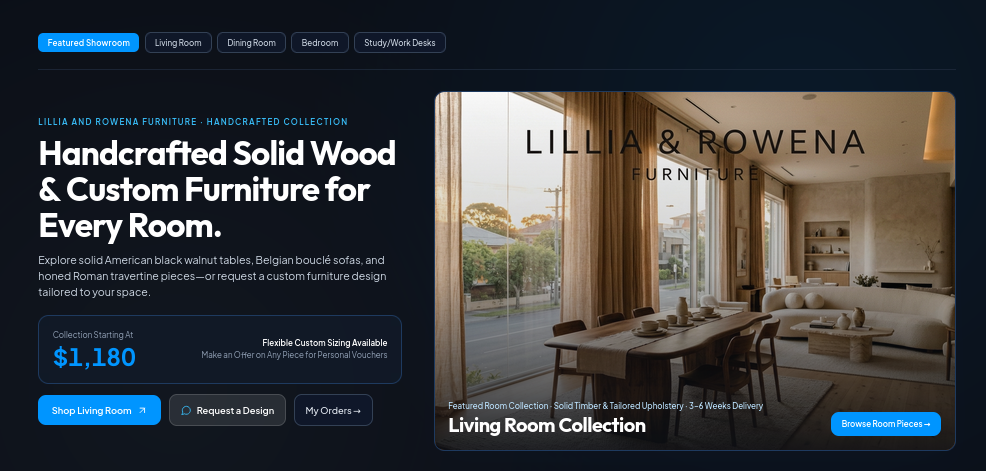 Featured Showroom
Living Room
Dining Room
Bedroom
Study/Work Desks
LILLIA AND ROWENA FURNITURE · HANDCRAFTED COLLECTION
Handcrafted Solid Wood
& Custom Furniture for
Every Room.
Explore solid American black walnut tables, Belgian bouclé sofas, and
honed Roman travertine pieces—or request a custom furniture design
tailored to your space.
Collection Starting At
$1,180
Flexible Custom Sizing Available
Make an Offer on Any Piece for Personal Vouchers
Shop Living Room ↗
Request a Design
My Orders →
LILLIA & ROWENA
FURNITURE
Featured Room Collection · Solid Timber & Tailored Upholstery · 3–6 Weeks Delivery
Living Room Collection
Browse Room Pieces →